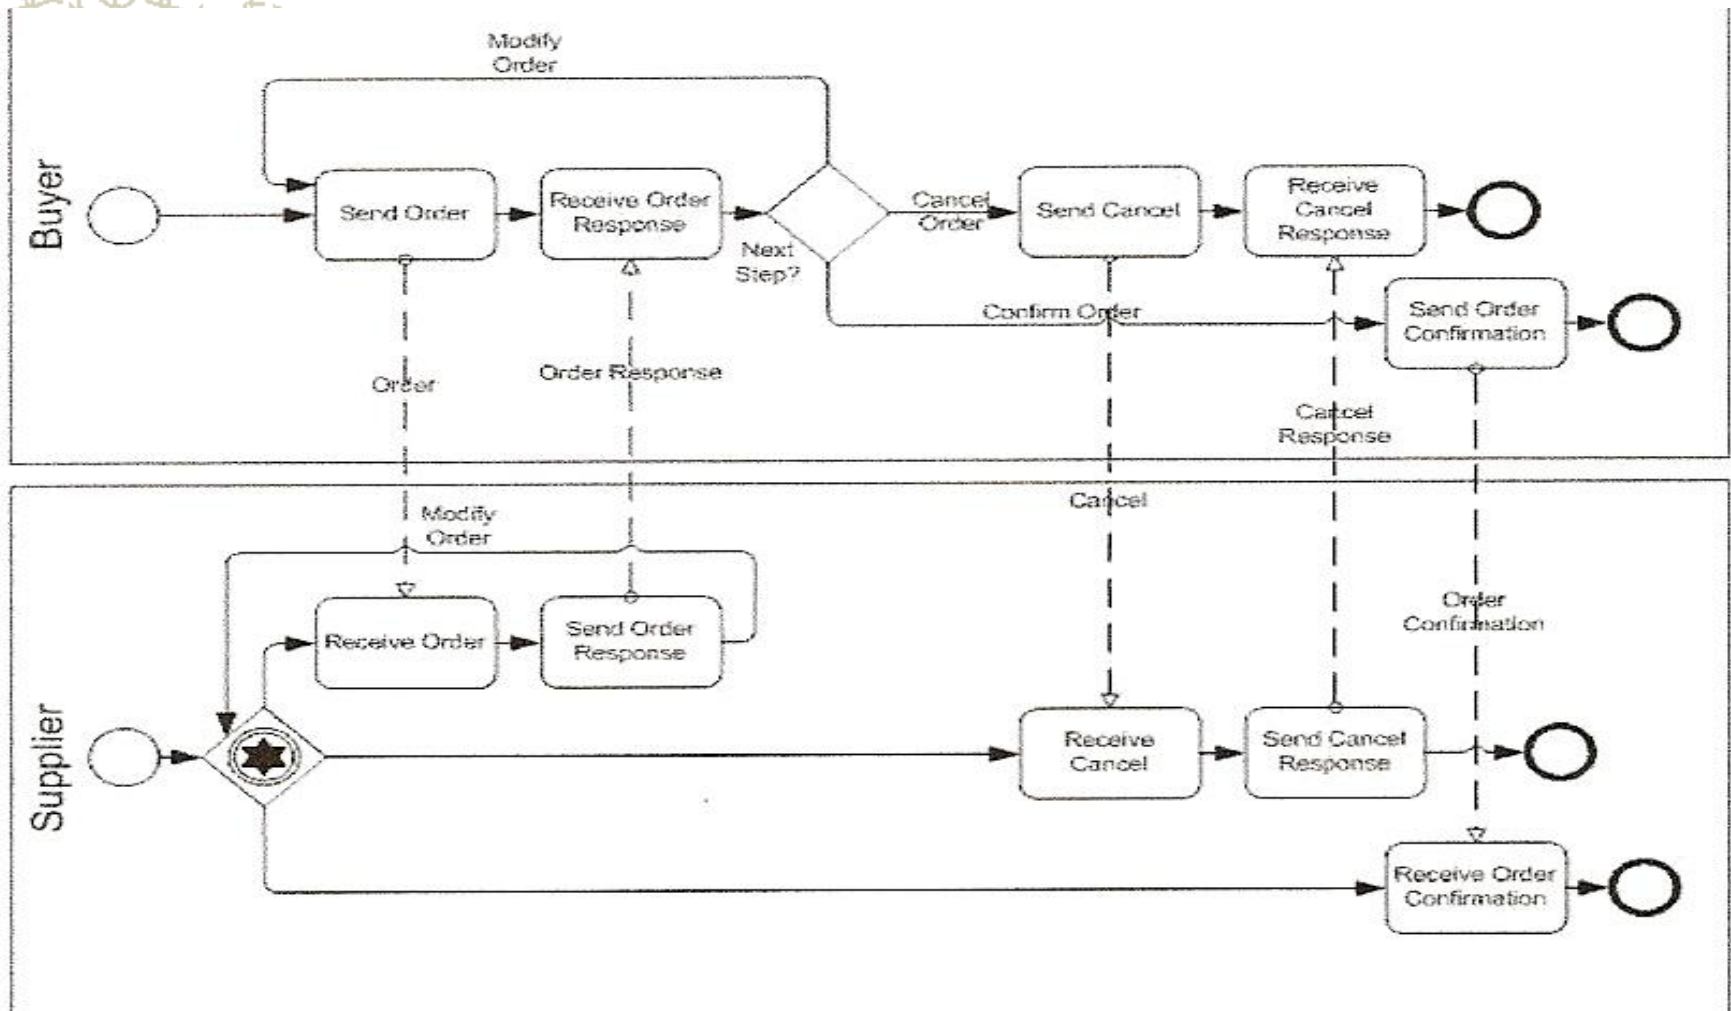 Modify
Order
Buyer
Send Order
Receive Order
Response
Next
Step?
Cancel
Order
Send Cancel
Receive
Cancel
Response
Confirm Order
Send Order
Confirmation
Order
Order Response
Cancel
Response
Cancel
Modify
Order
Order
Confirmation
Supplier
Receive Order
Send Order
Response
Receive
Cancel
Send Cancel
Response
Receive Order
Confirmation